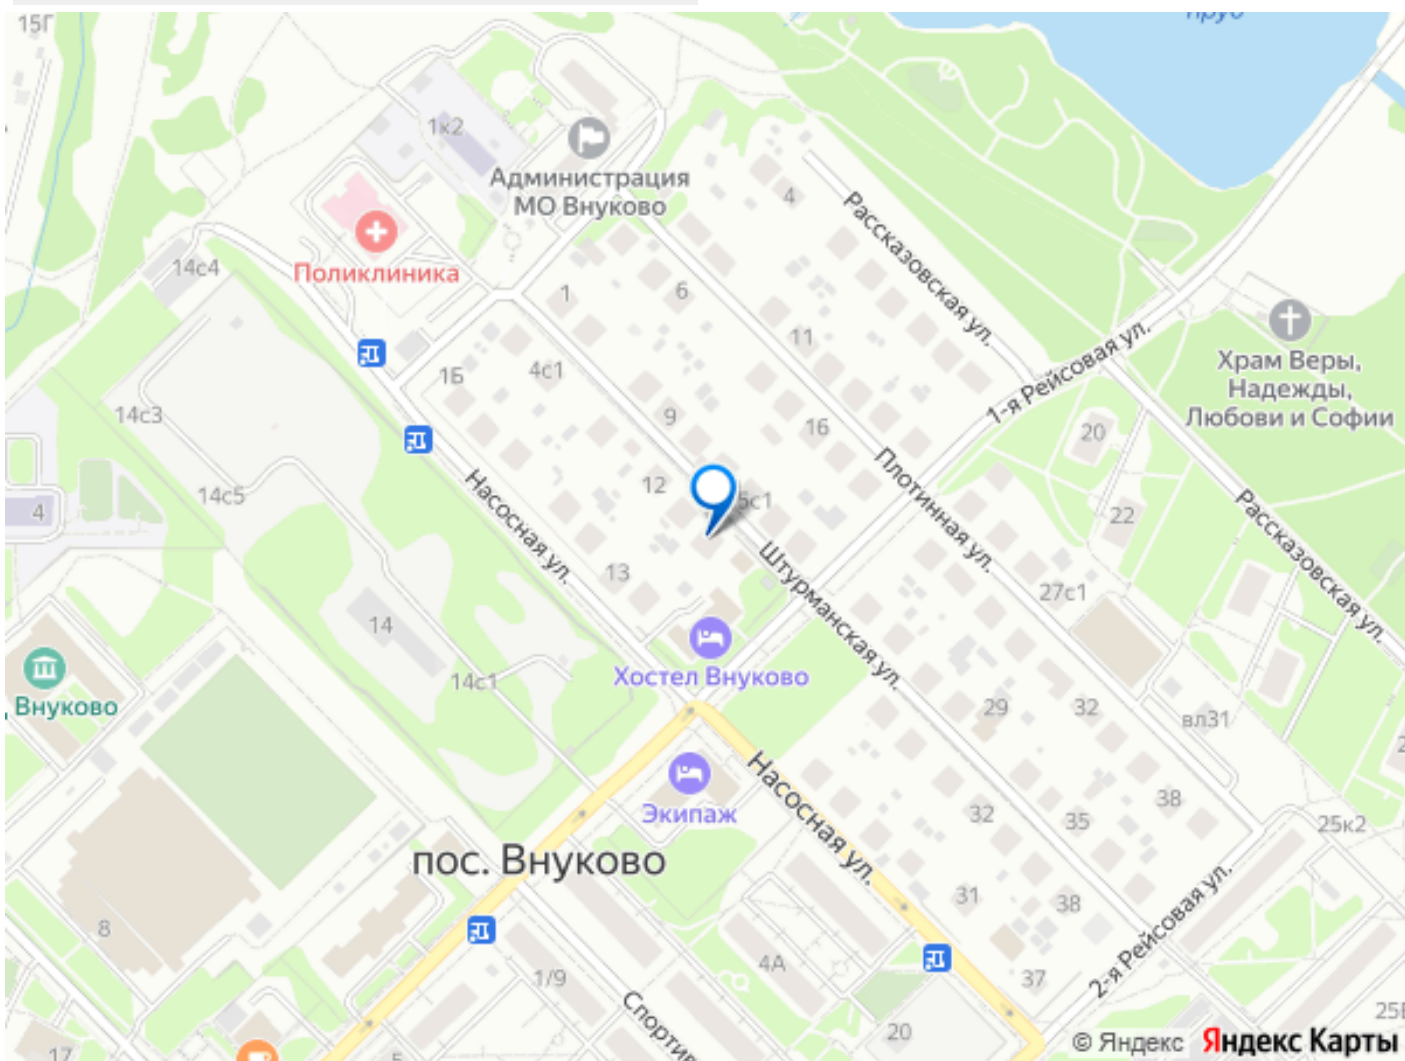 15Г
пруд
1к2
Администрация
МО Внуково
4
Рассказовская ул.
Поликлиника
14с4
1
6
11
1-я Рейсовая ул.
Храм Веры,
Надежды,
Любови и Софии
1Б
4с1
9
16
20
14с3
14с5
4
Насосная ул.
12
5с1
Плотинная ул.
22
Рассказовская ул.
13
Штурманская ул.
27с1
14
14с1
Хостел Внуково
Внуково
29
32
вл31
Экипаж
Насосная ул.
32
35
38
25к2
пос. Внуково
31
38
2-я Рейсовая ул.
8
1/9
4А
37
Спортив
20
17
5
© Яндекс Яндекс Карты